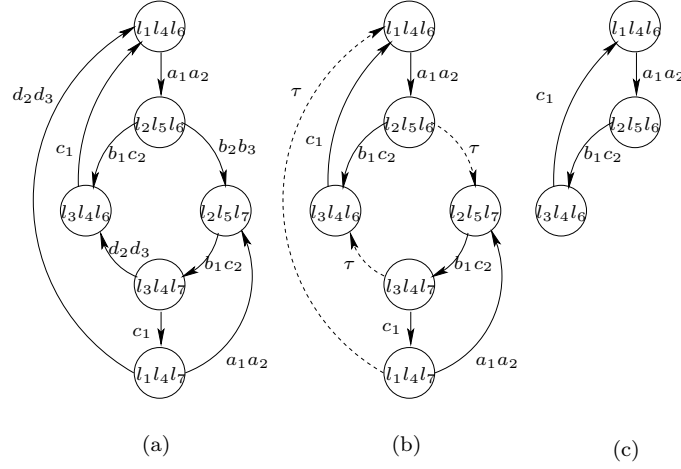 l₁l₄l₆ l₁l₄l₆ l₁l₄l₆
d₂d₃ a₁a₂ τ a₁a₂ a₁a₂
c₁ c₁ c₁
l₂l₅l₆ l₂l₅l₆ l₂l₅l₆
b₁c₂ b₂b₃ b₁c₂ τ b₁c₂
l₃l₄l₆ l₂l₅l₇ l₃l₄l₆ l₂l₅l₇ l₃l₄l₆
d₂d₃ b₁c₂ τ b₁c₂
l₃l₄l₇ l₃l₄l₇
c₁ c₁
a₁a₂ a₁a₂
l₁l₄l₇ l₁l₄l₇
(a) (b) (c)